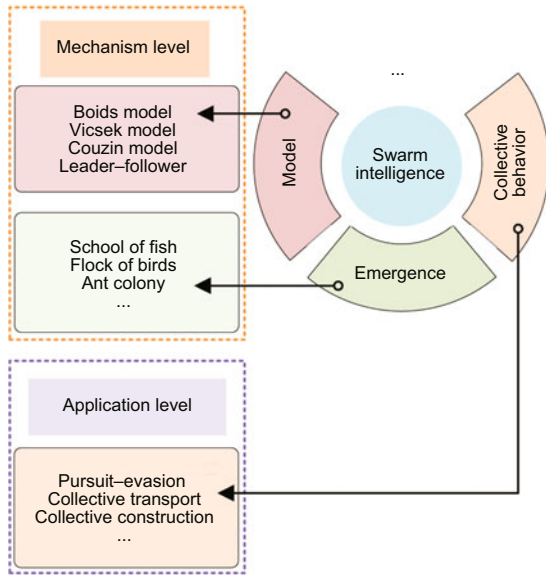 Mechanism level
Boids model
Vicsek model
Couzin model
Leader–follower
School of fish
Flock of birds
Ant colony
...
Application level
Pursuit–evasion
Collective transport
Collective construction
...
...
Model
Swarm
intelligence
Collective
behavior
Emergence